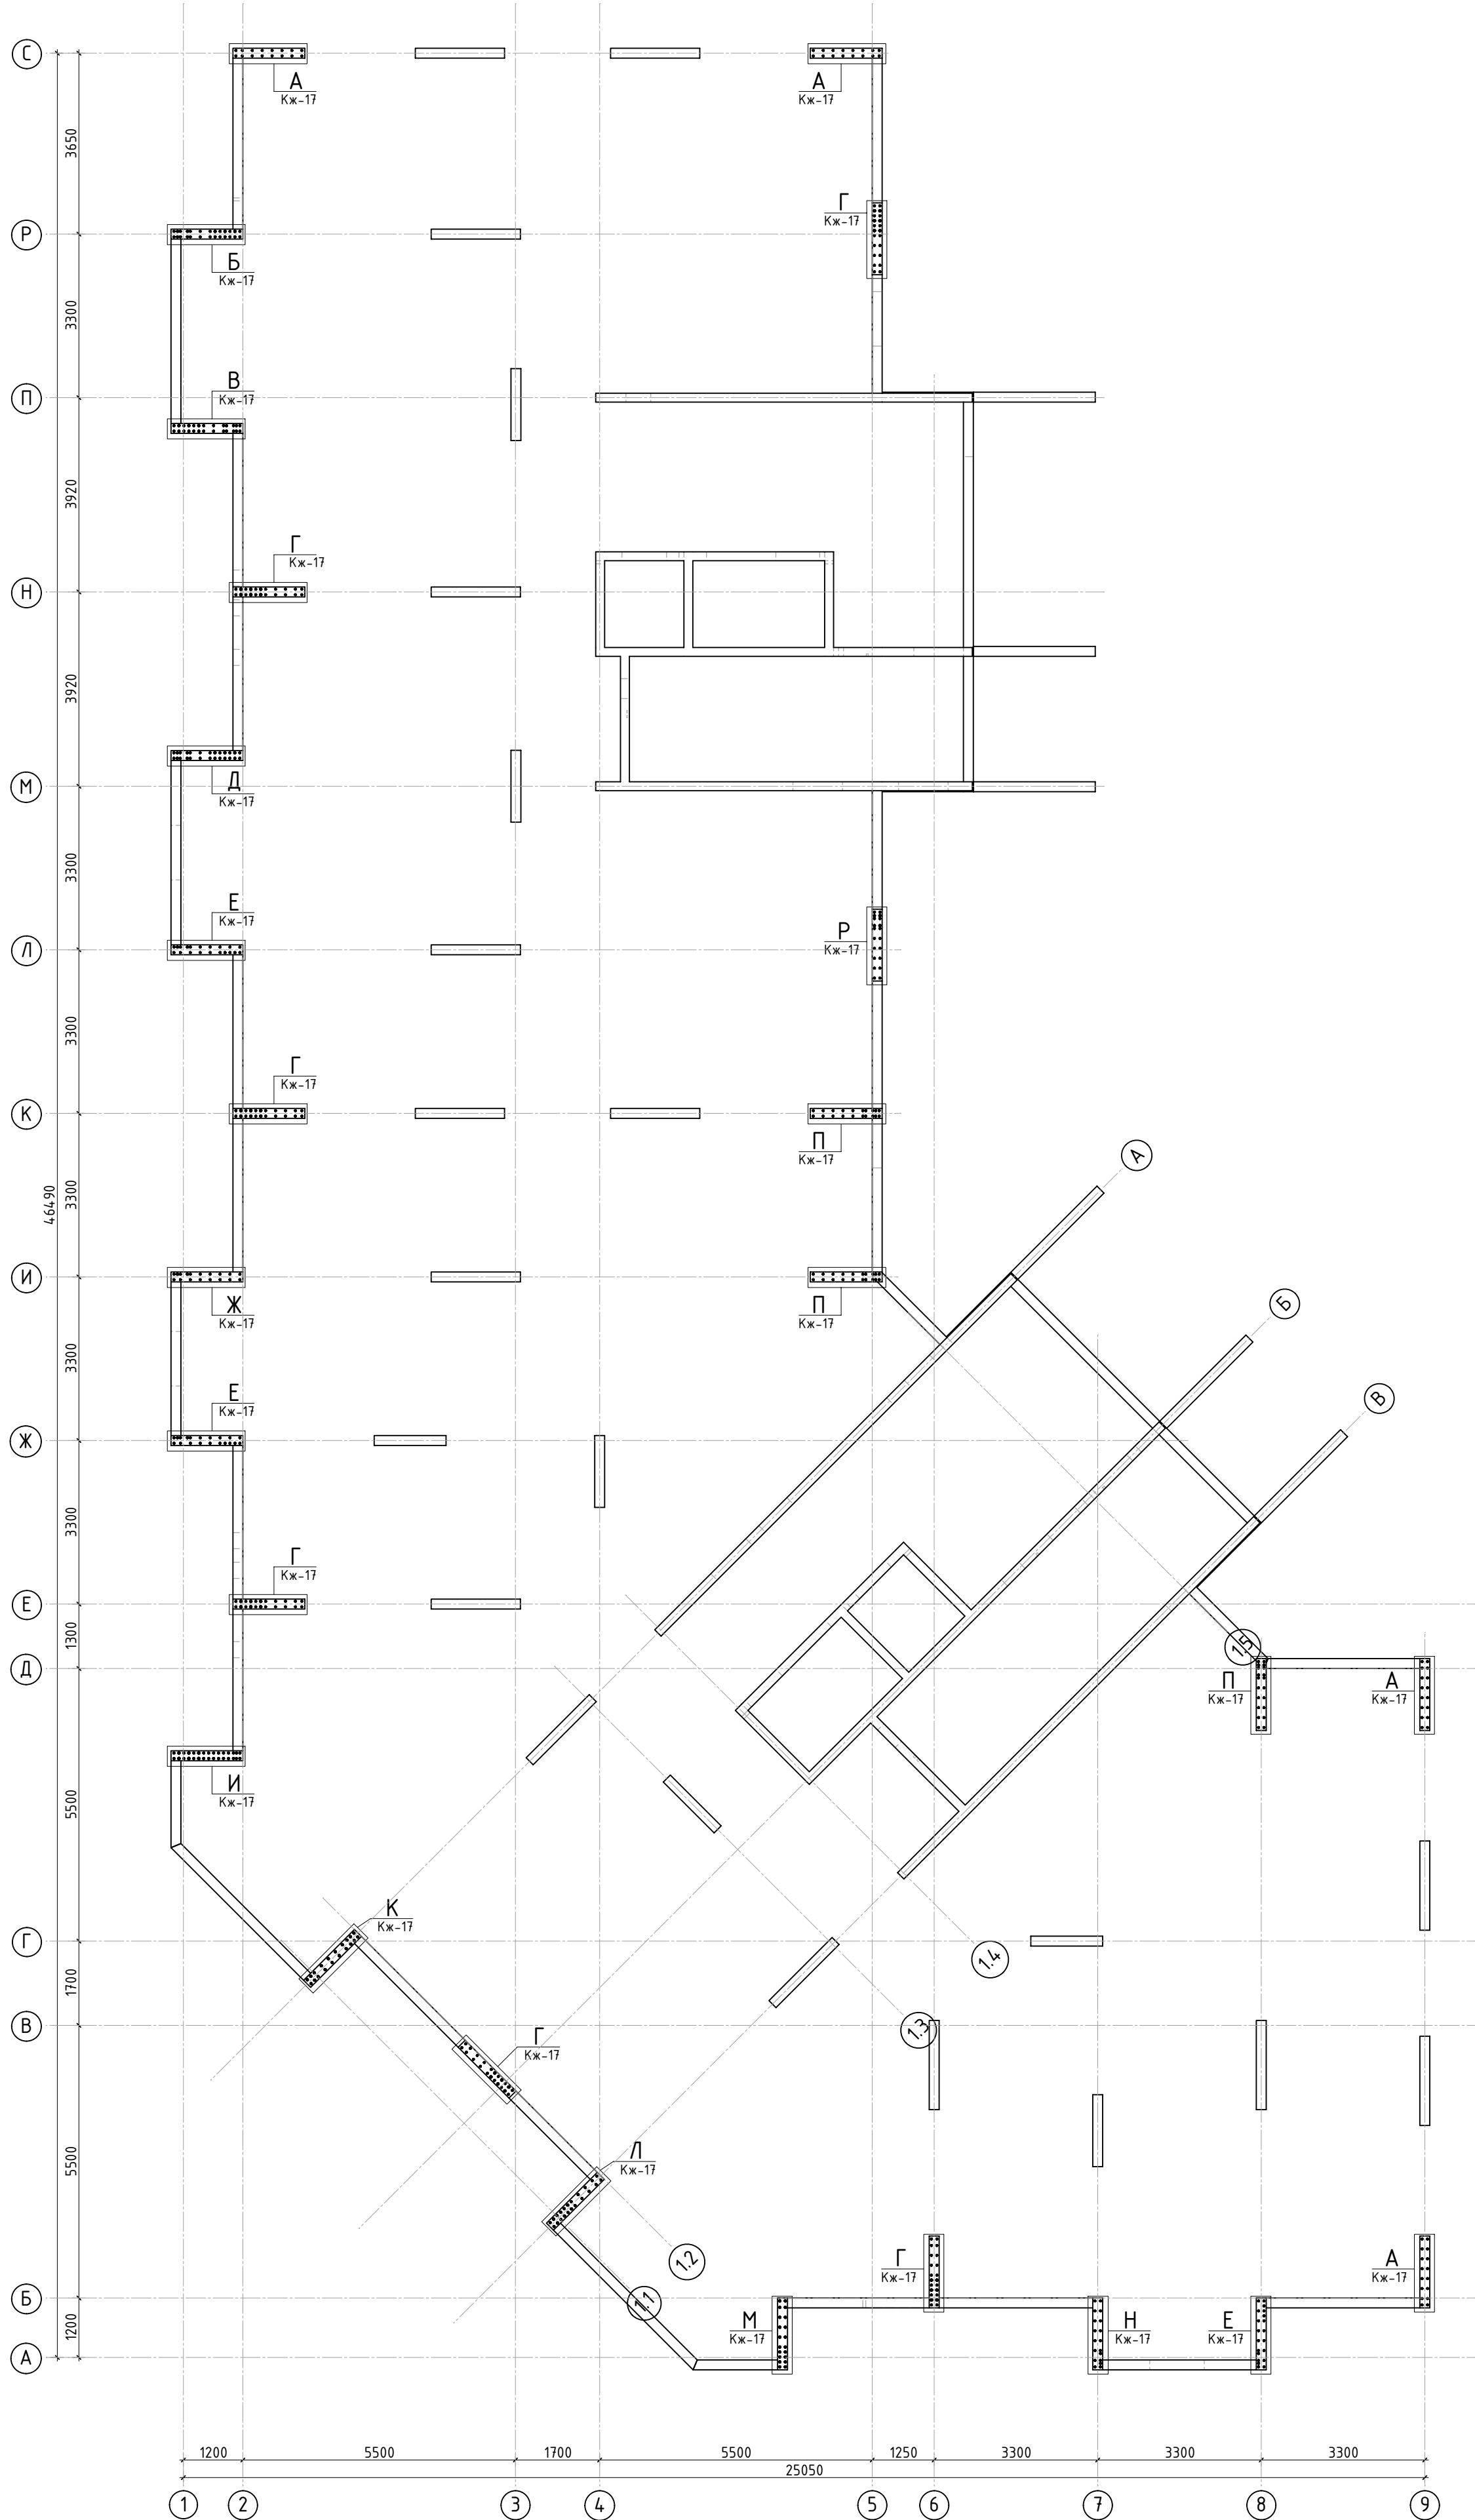 С
А
Кж-17
А
Кж-17
3650
Г
Кж-17
Р
Б
Кж-17
3300
В
Кж-17
П
3920
Г
Кж-17
Н
3920
Д
Кж-17
М
3300
Е
Кж-17
Р
Кж-17
Л
3300
Г
Кж-17
К
П
Кж-17
А
3300
46490
И
Ж
Кж-17
П
Кж-17
Б
3300
Е
Кж-17
В
Ж
3300
Г
Кж-17
Е
1300
1.5
Д
П
Кж-17
А
Кж-17
И
Кж-17
5500
К
Кж-17
Г
1.4
1700
В
1.3
Г
Кж-17
5500
Л
Кж-17
1.2
Г
Кж-17
А
Кж-17
Б
1.1
1200
М
Кж-17
Н
Кж-17
Е
Кж-17
А
1200
5500
1700
5500
1250
3300
3300
3300
25050
1
2
3
4
5
6
7
8
9